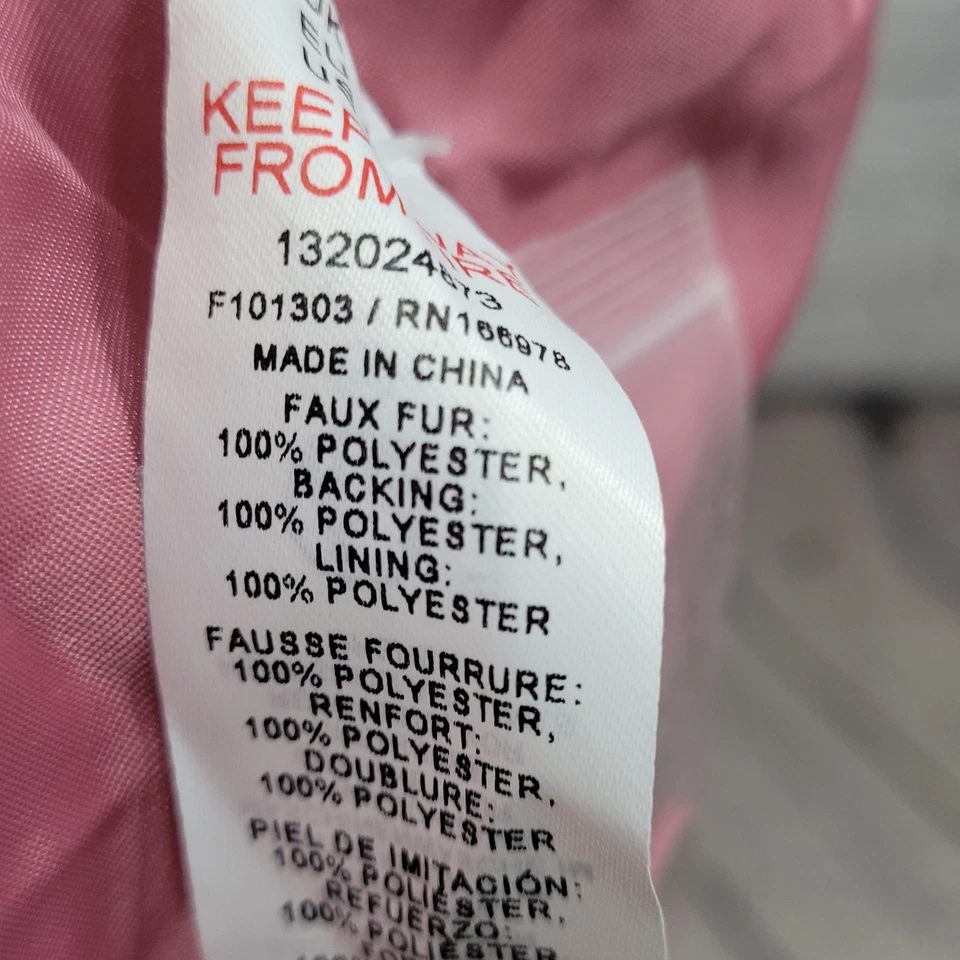 KEEP
FROM
F101303 / RN166978
MADE IN CHINA
FAUX FUR:
100% POLYESTER,
BACKING:
100% POLYESTER,
LINING:
100% POLYESTER
FAUSSE FOURRURE:
100% POLYESTER,
RENFORT:
100% POLYESTER,
DOUBLURE:
100% POLYESTER
PIEL DE IMITACIÓN:
100% POLIÉSTER,
REFUERZO:
100% POLIÉSTER